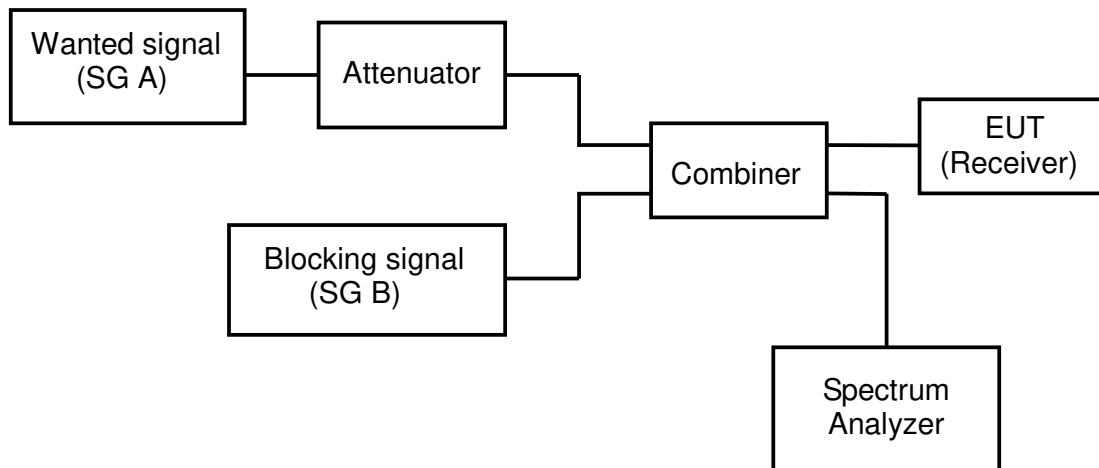 Wanted signal
(SG A)
Attenuator
Combiner
EUT
(Receiver)
Blocking signal
(SG B)
Spectrum
Analyzer